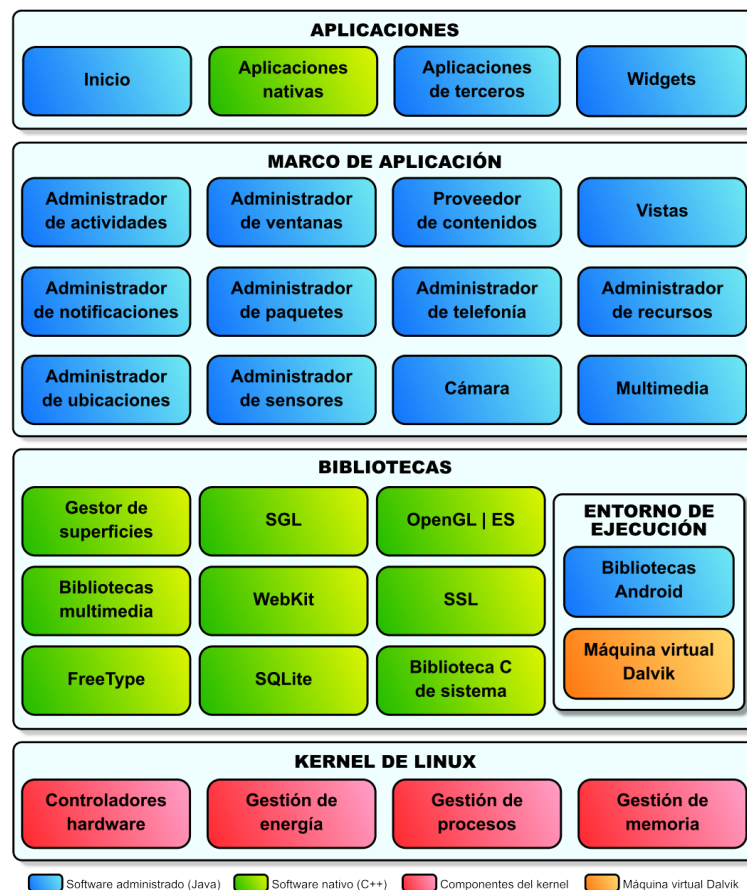 APLICACIONES
Inicio
Aplicaciones
nativas
Aplicaciones
de terceros
Widgets
MARCO DE APLICACIÓN
Administrador
de actividades
Administrador
de ventanas
Proveedor
de contenidos
Vistas
Administrador
de notificaciones
Administrador
de paquetes
Administrador
de telefonía
Administrador
de recursos
Administrador
de ubicaciones
Administrador
de sensores
Cámara
Multimedia
BIBLIOTECAS
Gestor de
superficies
SGL
OpenGL | ES
Bibliotecas
multimedia
WebKit
SSL
FreeType
SQLite
Biblioteca C
de sistema
ENTORNO DE
EJECUCIÓN
Bibliotecas
Android
Máquina virtual
Dalvik
KERNEL DE LINUX
Controladores
hardware
Gestión de
energía
Gestión de
procesos
Gestión de
memoria
Software administrado (Java)
Software nativo (C++)
Componentes del kernel
Máquina virtual Dalvik